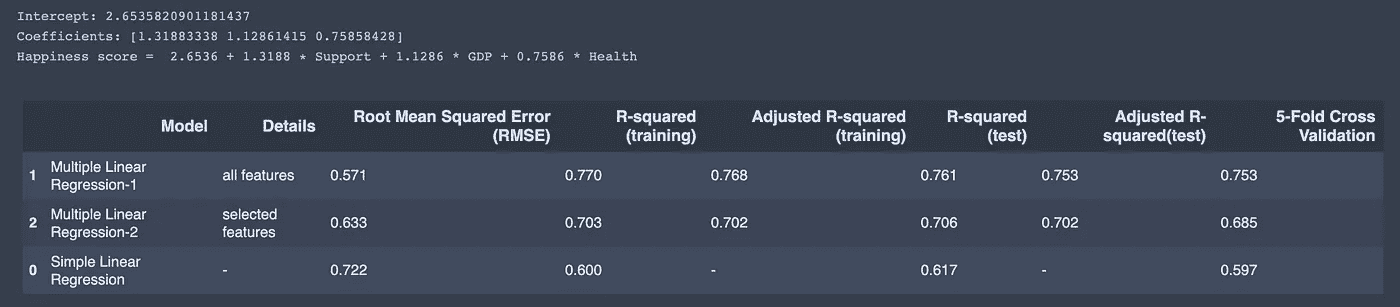 Intercept: 2.6535820901181437
Coefficients: [1.31883338 1.12861415 0.75858428]
Happiness score =  2.6536 + 1.3188 * Support + 1.1286 * GDP + 0.7586 * Health
Model Details Root Mean Squared Error (RMSE) R-squared (training) Adjusted R-squared (training) R-squared (test) Adjusted R-squared(test) 5-Fold Cross Validation
1 Multiple Linear Regression-1 all features 0.571 0.770 0.768 0.761 0.753 0.753
2 Multiple Linear Regression-2 selected features 0.633 0.703 0.702 0.706 0.702 0.685
0 Simple Linear Regression - 0.722 0.600 - 0.617 - 0.597